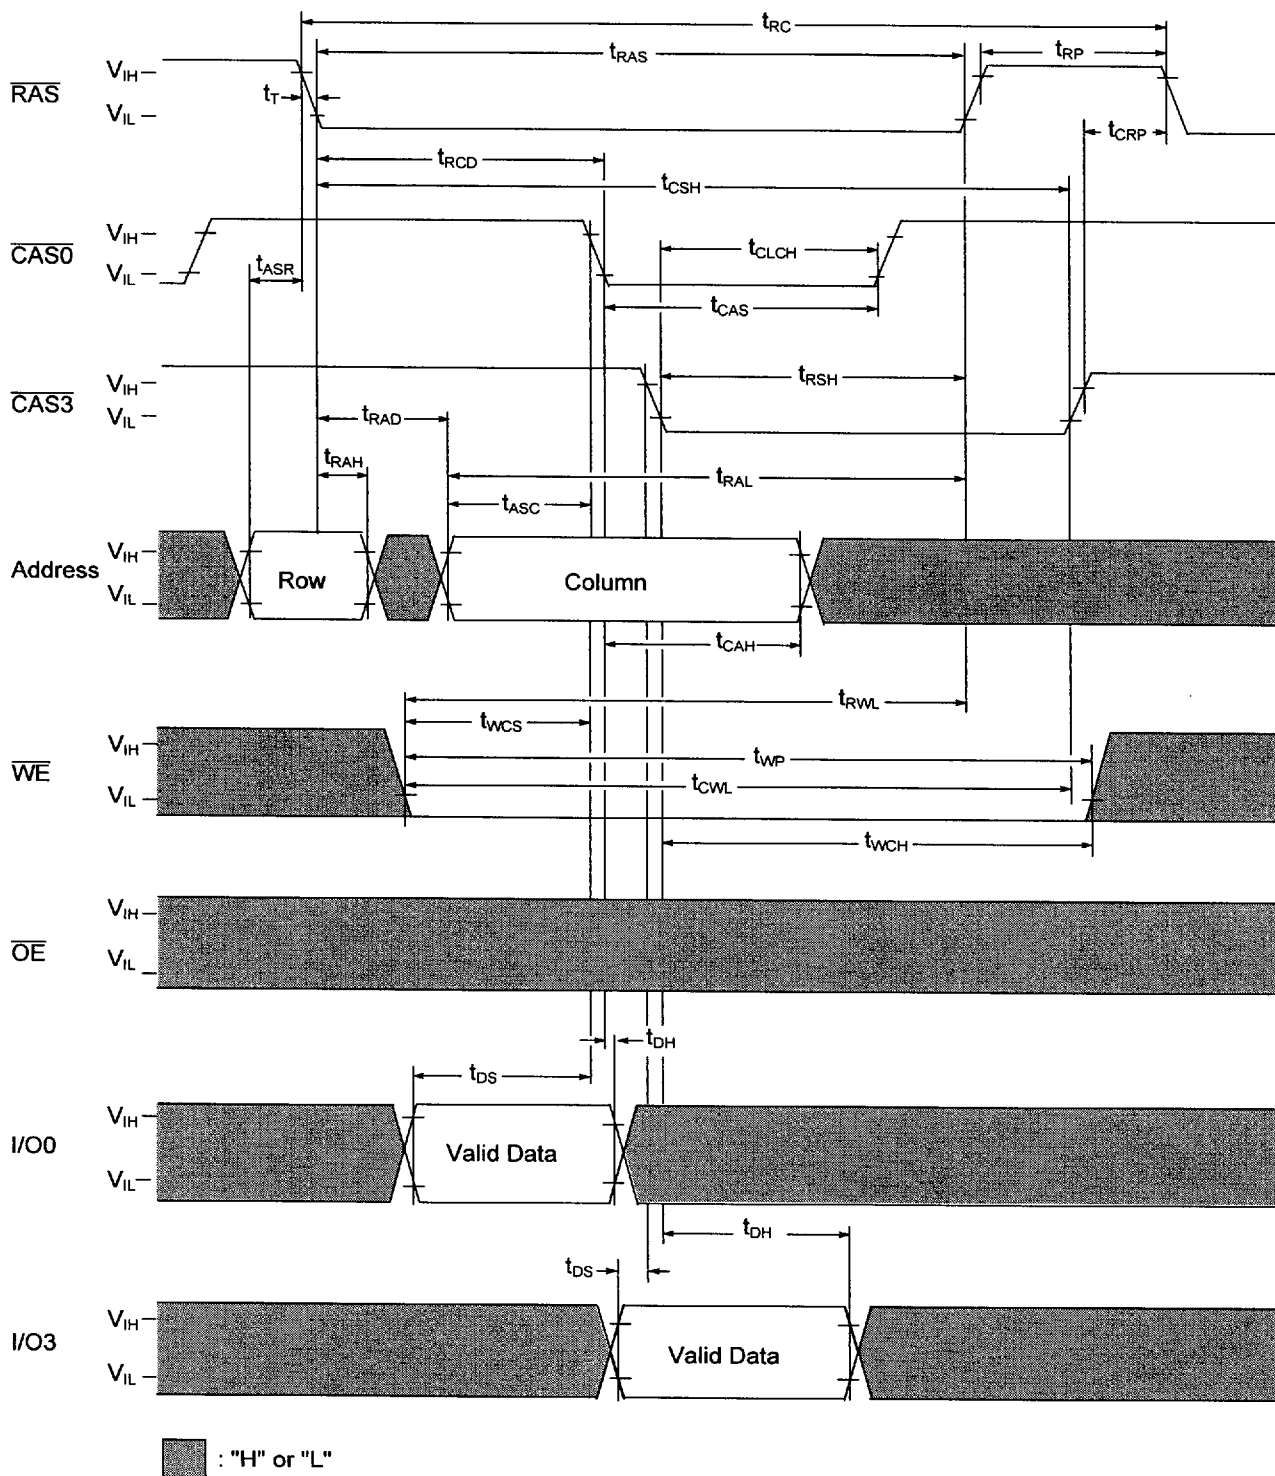 tRC
tRAS
tRP
RAS
VIH
tT
VIL
tCRP
tRCD
tCSH
CAS0
VIH
VIL
tASR
tCLCH
tCAS
CAS3
VIH
VIL
tRSH
tRAD
tRAH
tRAL
tASC
Address
VIH
VIL
Row
Column
tCAH
tRWL
tWCS
WE
VIH
VIL
tWP
tCWL
tWCH
OE
VIH
VIL
tDH
tDS
I/O0
VIH
VIL
Valid Data
tDH
tDS
I/O3
VIH
VIL
Valid Data
: "H" or "L"